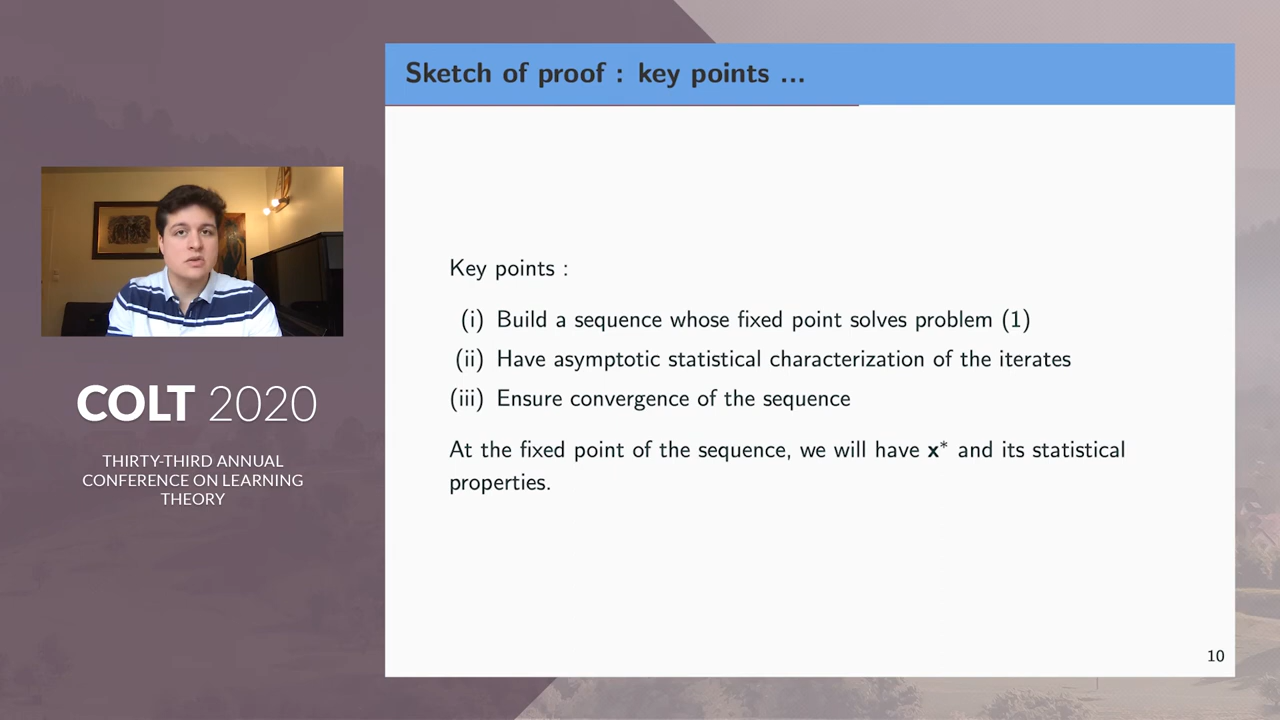 Sketch of proof : key points ...
Key points :
(i) Build a sequence whose fixed point solves problem (1)
(ii) Have asymptotic statistical characterization of the iterates
(iii) Ensure convergence of the sequence
At the fixed point of the sequence, we will have x* and its statistical
properties.
10
COLT 2020
THIRTY-THIRD ANNUAL
CONFERENCE ON LEARNING
THEORY